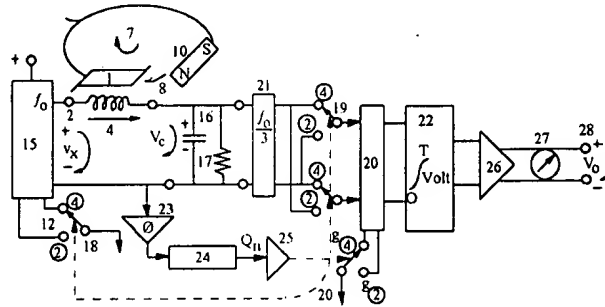 7
10
S
N
1
8
+
f₀
2
4
15
+
vₓ
−
16
V꜀
+
−
17
21
f₀/3
④
19
②
④
②
20
22
T
∫Volt
26
27
28
+
V₀
−
12
④
②
18
23
Ø
24
Q₁₁
25
g
④
g
②
20